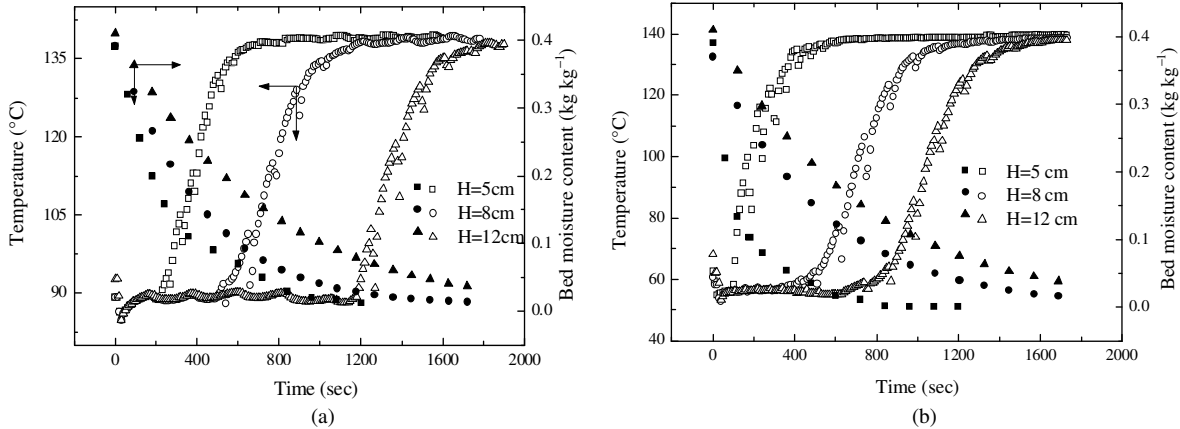 (a)
135
120
105
90
Temperature (°C)
0.4
0.3
0.2
0.1
0.0
Bed moisture content (kg kg⁻¹)
H=5cm
H=8cm
H=12cm
0 400 800 1200 1600 2000
Time (sec)
(a)
(b)
140
120
100
80
60
40
Temperature (°C)
0.4
0.3
0.2
0.1
0.0
Bed moisture content (kg kg⁻¹)
H=5 cm
H=8 cm
H=12 cm
0 400 800 1200 1600 2000
Time (sec)
(b)